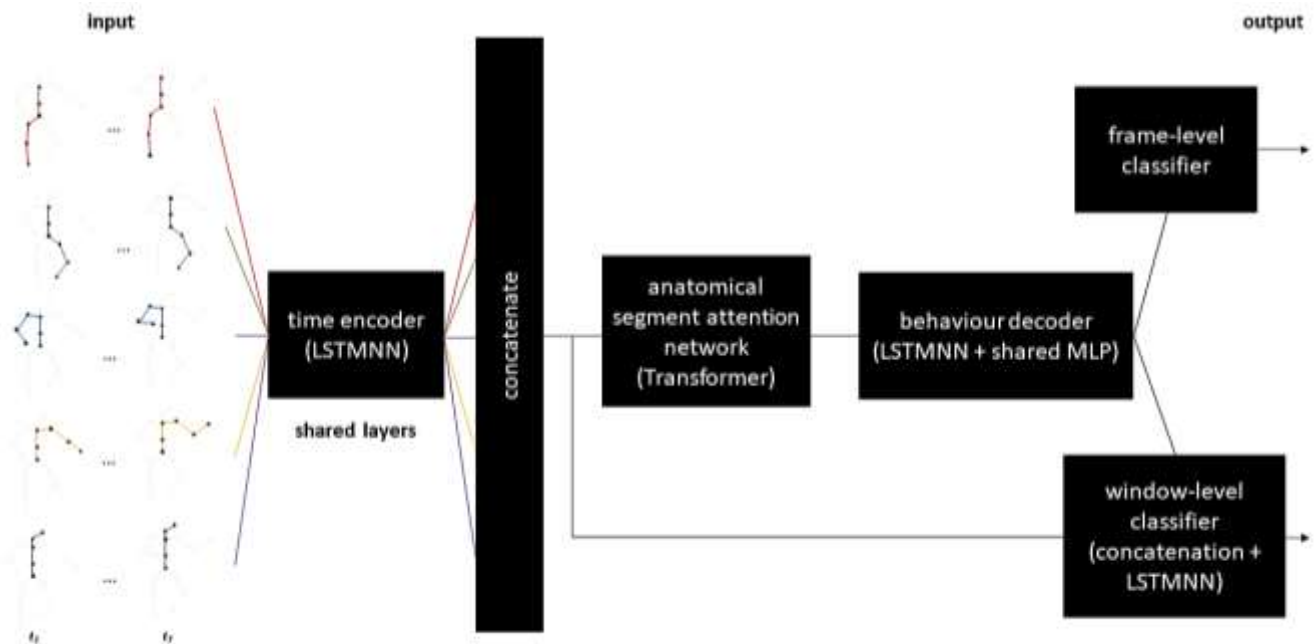 input
output
...
...
...
...
...
time encoder
(LSTMNN)
shared layers
concatenate
anatomical
segment attention
network
(Transformer)
behaviour decoder
(LSTMNN + shared MLP)
frame-level
classifier
window-level
classifier
(concatenation +
LSTMNN)